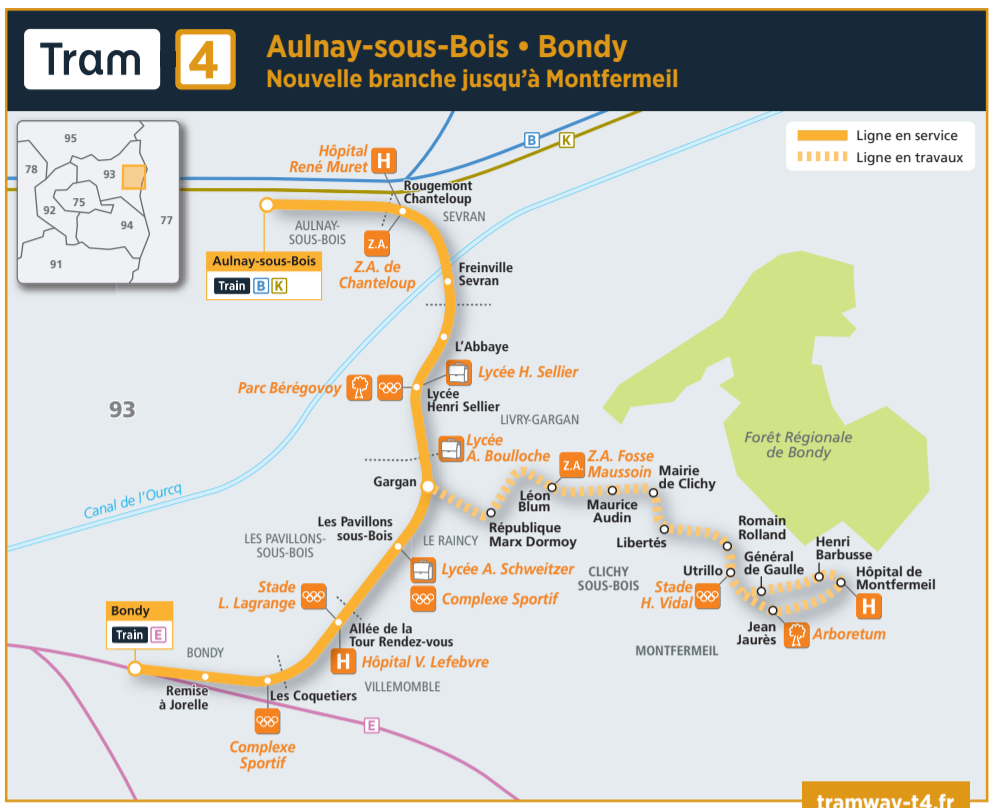 Tram 4
Aulnay-sous-Bois • Bondy
Nouvelle branche jusqu'à Montfermeil
95
78
93
92
75
94
77
91
B
K
Ligne en service
Ligne en travaux
Hôpital
René Muret
H
Rougemont
Chanteloup
SEVRAN
AULNAY-
SOUS-BOIS
Z.A.
Z.A. de
Chanteloup
Aulnay-sous-Bois
Train B K
Freinville
Sevran
L'Abbaye
Lycée H. Sellier
Parc Bérégovoy
Lycée
Henri Sellier
93
LIVRY-GARGAN
Forêt Régionale
de Bondy
Lycée
A. Boulloche
Z.A.
Z.A. Fosse
Maussoin
Mairie
de Clichy
Gargan
Léon
Blum
Maurice
Audin
Canal de l'Ourcq
République
Marx Dormoy
Libertés
Romain
Rolland
Les Pavillons
sous-Bois
LES PAVILLONS-
SOUS-BOIS
LE RAINCY
Henri
Barbusse
Général
de Gaulle
Utrillo
CLICHY
SOUS-BOIS
Lycée A. Schweitzer
Complexe Sportif
Stade
H. Vidal
Hôpital de
Montfermeil
H
Stade
L. Lagrange
Jean
Jaurès
Arboretum
Bondy
Train E
Allée de la
Tour Rendez-vous
BONDY
MONTFERMEIL
H
Hôpital V. Lefebvre
VILLEMOMBLE
Remise
à Jorelle
Les Coquetiers
E
Complexe
Sportif
tramway-t4.fr